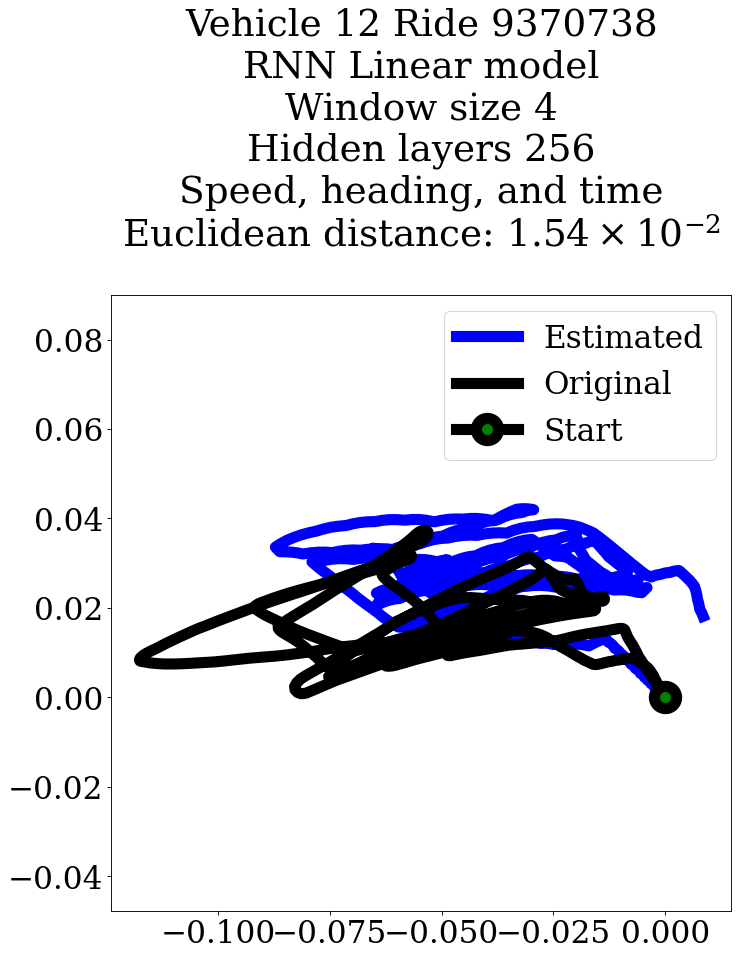 Vehicle 12 Ride 9370738
RNN Linear model
Window size 4
Hidden layers 256
Speed, heading, and time
Euclidean distance: 1.54 × 10⁻²
Estimated
Original
Start
0.08
0.06
0.04
0.02
0.00
−0.02
−0.04
−0.100 −0.075 −0.050 −0.025 0.000